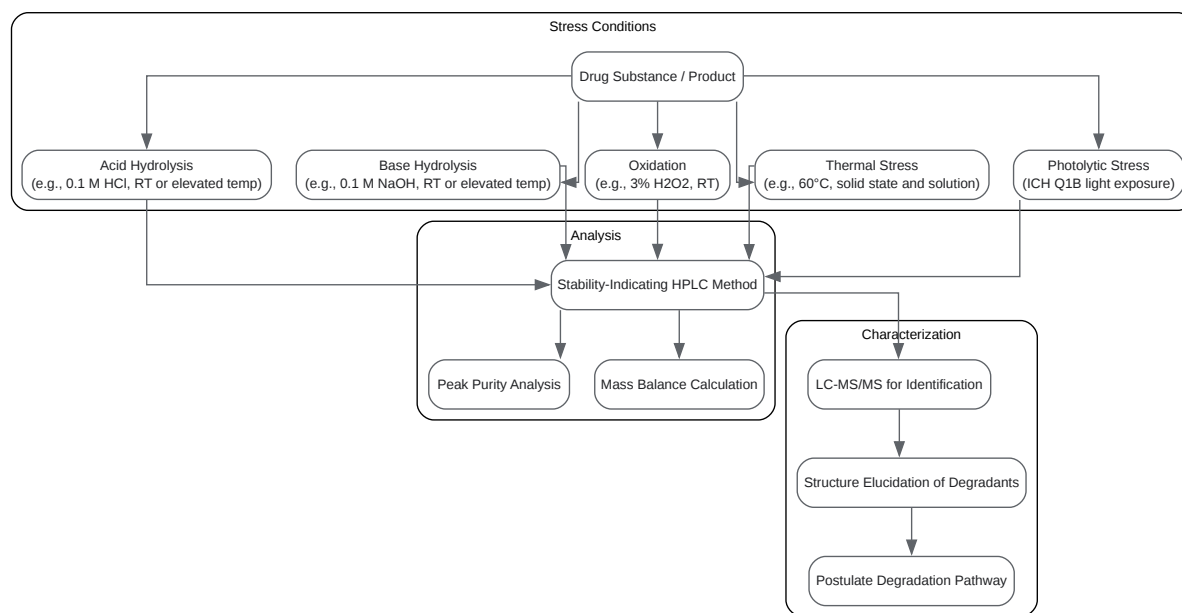 Stress Conditions
Drug Substance / Product
Acid Hydrolysis
(e.g., 0.1 M HCl, RT or elevated temp)
Base Hydrolysis
(e.g., 0.1 M NaOH, RT or elevated temp)
Oxidation
(e.g., 3% H2O2, RT)
Thermal Stress
(e.g., 60°C, solid state and solution)
Photolytic Stress
(ICH Q1B light exposure)
Analysis
Stability-Indicating HPLC Method
Peak Purity Analysis
Mass Balance Calculation
Characterization
LC-MS/MS for Identification
Structure Elucidation of Degradants
Postulate Degradation Pathway